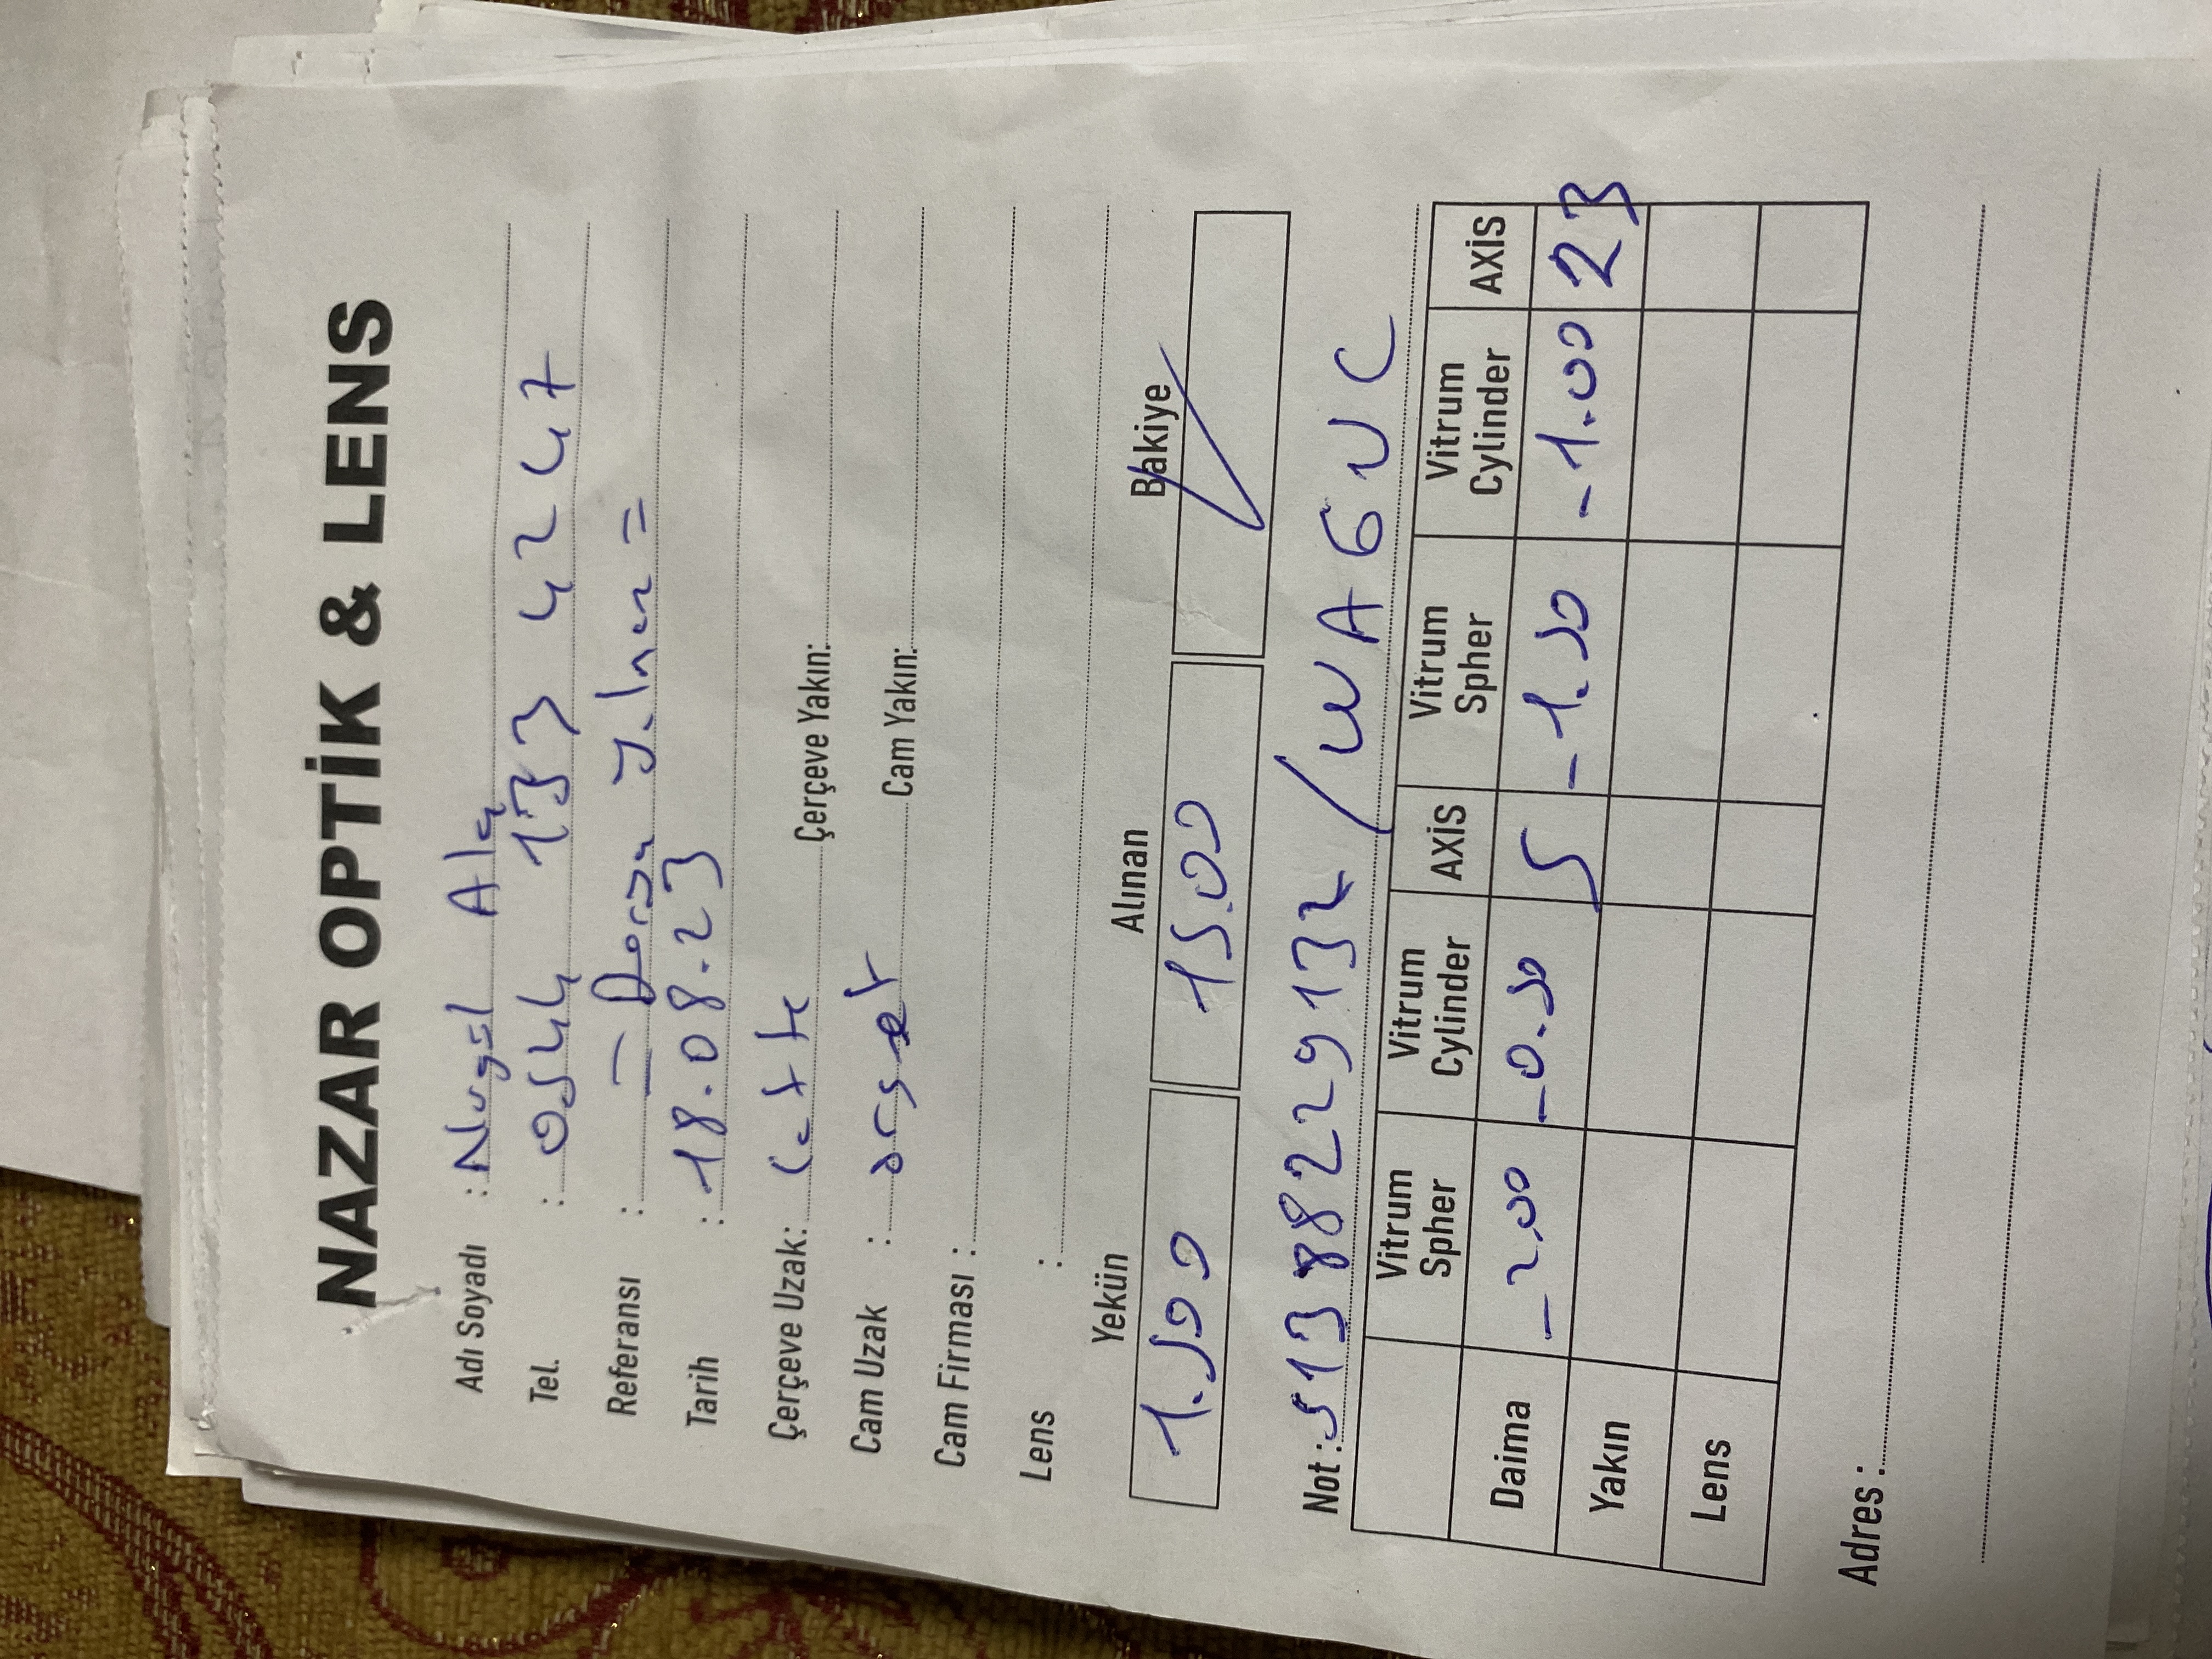 NAZAR OPTİK & LENS
Adı Soyadı : Nurgül Ala
Tel. : 0544 133 4247
Referansı : = Derya Yılmaz =
Tarih : 18.08.23
Çerçeve Uzak: Çerçeve Yakın:
Cam Uzak : Cam Yakın:
Cam Firması :
Lens :
Yekün Alınan Bakiye
1.500 15.00
Not : 51388229132 / WA6UC
Vitrum Spher Vitrum Cylinder AXİS Vitrum Spher Vitrum Cylinder AXİS
Daima -2.00 -0.50 5 -1.50 -1.00 23
Yakın
Lens
Adres :